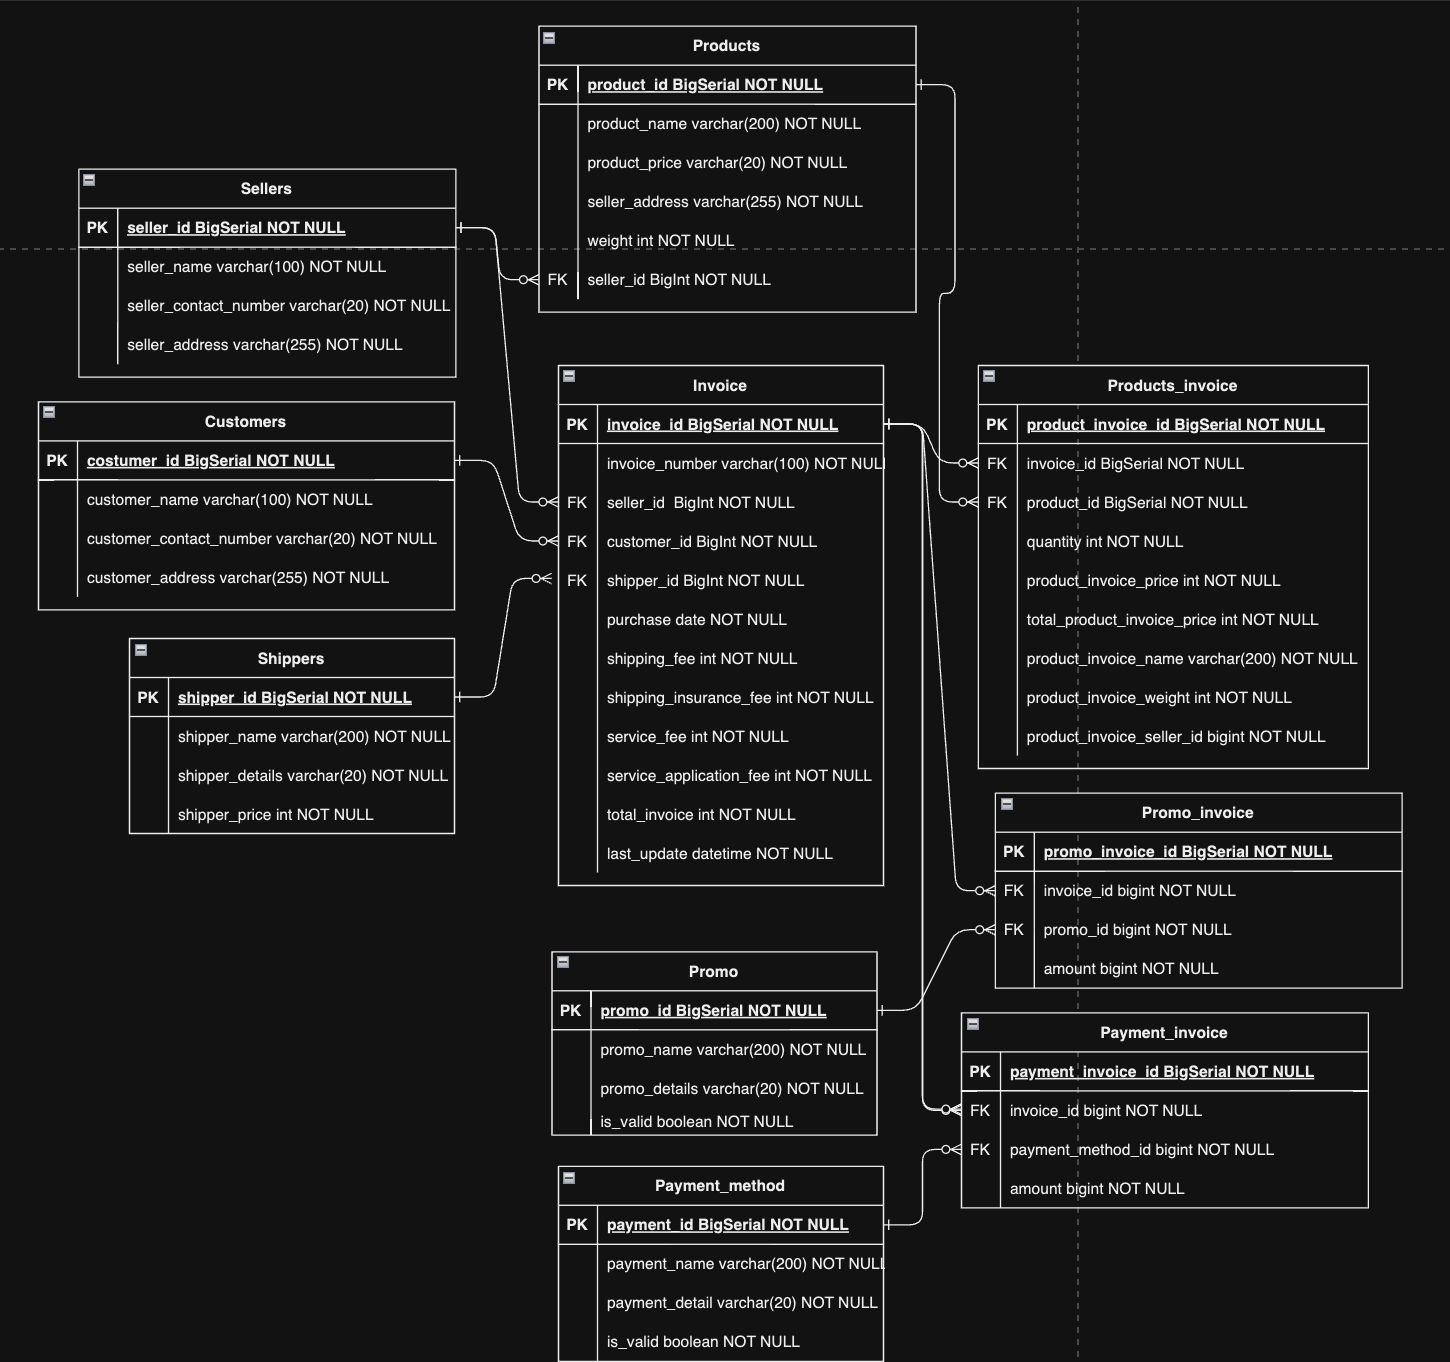 Products
PK product_id BigSerial NOT NULL
product_name varchar(200) NOT NULL
product_price varchar(20) NOT NULL
seller_address varchar(255) NOT NULL
weight int NOT NULL
FK seller_id BigInt NOT NULL
Sellers
PK seller_id BigSerial NOT NULL
seller_name varchar(100) NOT NULL
seller_contact_number varchar(20) NOT NULL
seller_address varchar(255) NOT NULL
Customers
PK costumer_id BigSerial NOT NULL
customer_name varchar(100) NOT NULL
customer_contact_number varchar(20) NOT NULL
customer_address varchar(255) NOT NULL
Shippers
PK shipper_id BigSerial NOT NULL
shipper_name varchar(200) NOT NULL
shipper_details varchar(20) NOT NULL
shipper_price int NOT NULL
Invoice
PK invoice_id BigSerial NOT NULL
invoice_number varchar(100) NOT NULL
FK seller_id BigInt NOT NULL
FK customer_id BigInt NOT NULL
FK shipper_id BigInt NOT NULL
purchase date NOT NULL
shipping_fee int NOT NULL
shipping_insurance_fee int NOT NULL
service_fee int NOT NULL
service_application_fee int NOT NULL
total_invoice int NOT NULL
last_update datetime NOT NULL
Products_invoice
PK product_invoice_id BigSerial NOT NULL
FK invoice_id BigSerial NOT NULL
FK product_id BigSerial NOT NULL
quantity int NOT NULL
product_invoice_price int NOT NULL
total_product_invoice_price int NOT NULL
product_invoice_name varchar(200) NOT NULL
product_invoice_weight int NOT NULL
product_invoice_seller_id bigint NOT NULL
Promo_invoice
PK promo_invoice_id BigSerial NOT NULL
FK invoice_id bigint NOT NULL
FK promo_id bigint NOT NULL
amount bigint NOT NULL
Promo
PK promo_id BigSerial NOT NULL
promo_name varchar(200) NOT NULL
promo_details varchar(20) NOT NULL
is_valid boolean NOT NULL
Payment_invoice
PK payment_invoice_id BigSerial NOT NULL
FK invoice_id bigint NOT NULL
FK payment_method_id bigint NOT NULL
amount bigint NOT NULL
Payment_method
PK payment_id BigSerial NOT NULL
payment_name varchar(200) NOT NULL
payment_detail varchar(20) NOT NULL
is_valid boolean NOT NULL